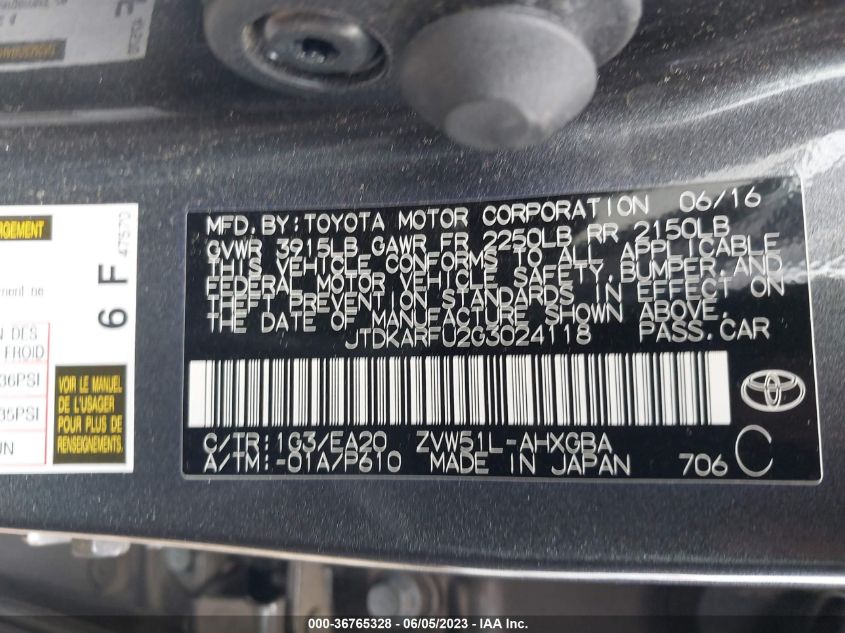 MFD. BY: TOYOTA MOTOR CORPORATION 06/16
GVWR 3915LB GAWR FR 2250LB RR 2150LB
THIS VEHICLE CONFORMS TO ALL APPLICABLE
FEDERAL MOTOR VEHICLE SAFETY, BUMPER, AND
THEFT PREVENTION STANDARDS IN EFFECT ON
THE DATE OF MANUFACTURE SHOWN ABOVE.
JTDKARFU2G3024118 PASS. CAR
C/TR: 1G3/EA20 ZVW51L-AHXGBA
A/TM: -01A/P610 MADE IN JAPAN 706 C
6 F
47570
N DES
FROID
36PSI
35PSI
UN
VOIR LE MANUEL
DE L'USAGER
POUR PLUS DE
RENSEIGNEMENTS
000-36765328 - 06/05/2023 - IAA Inc.